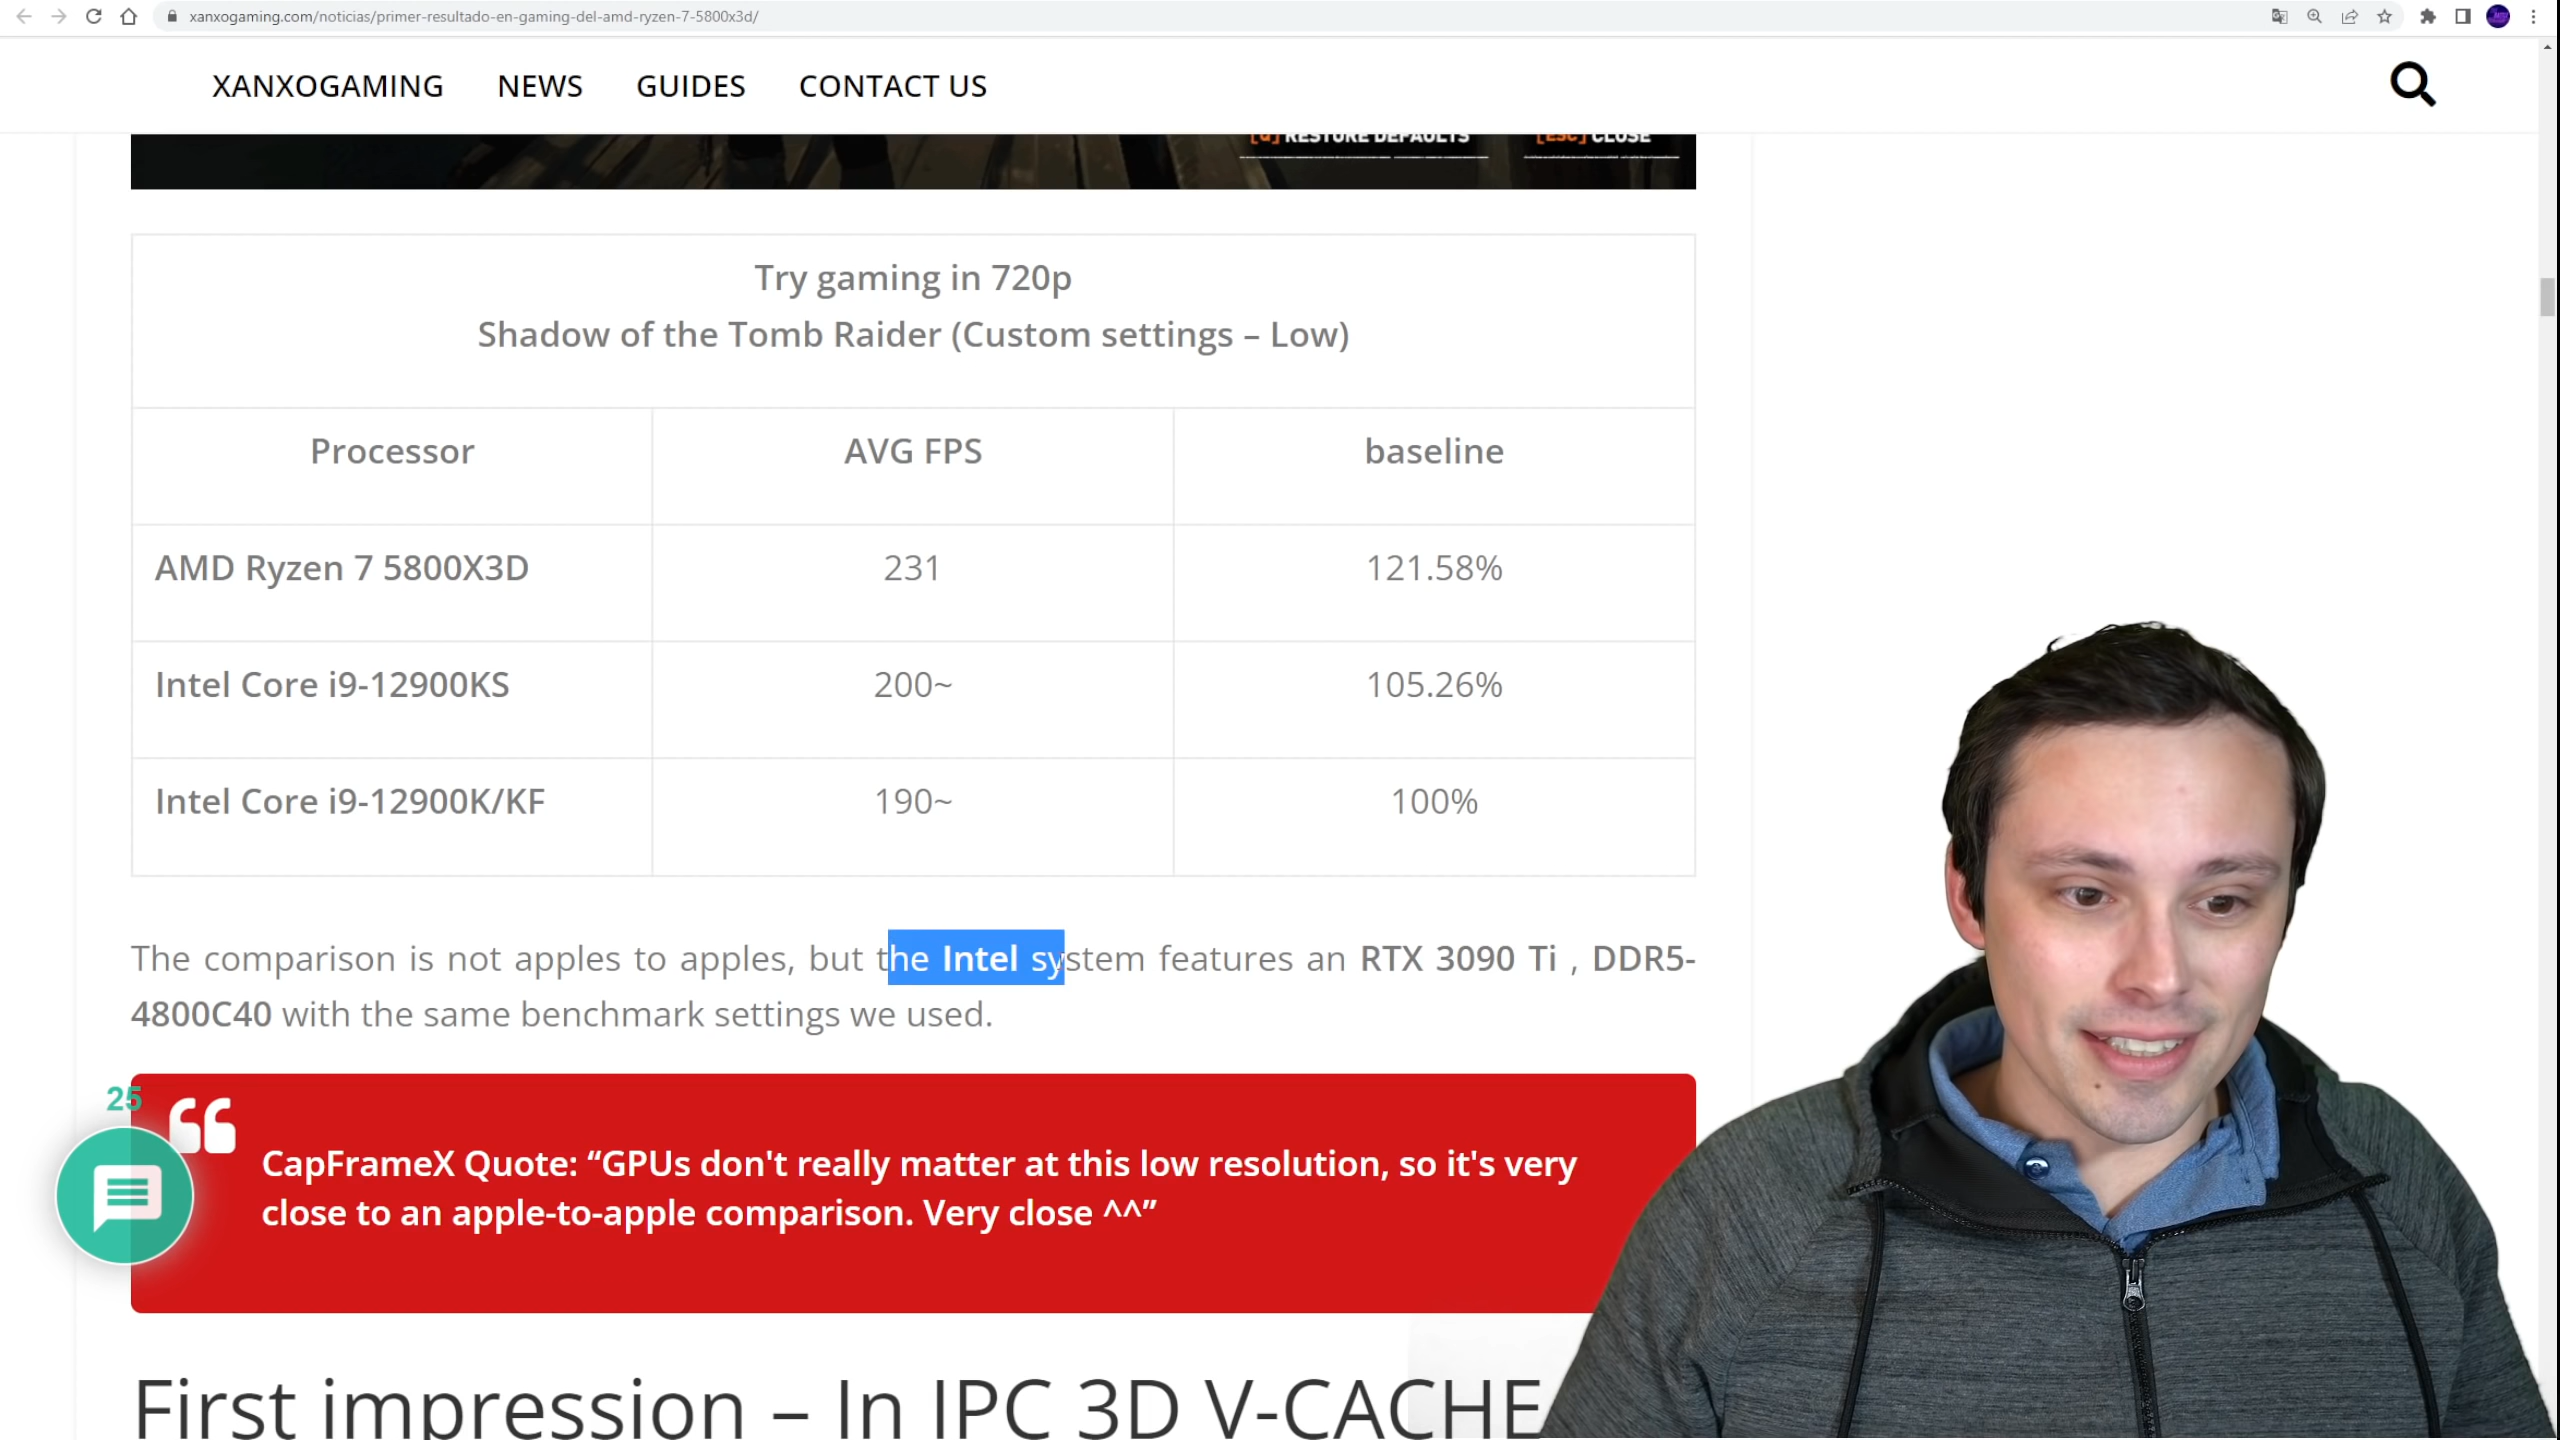 xanxogaming.com/noticias/primer-resultado-en-gaming-del-amd-ryzen-7-5800x3d/
XANXOGAMING NEWS GUIDES CONTACT US
[Q] RESTORE DEFAULTS [ESC] CLOSE
Try gaming in 720p
Shadow of the Tomb Raider (Custom settings – Low)
Processor AVG FPS baseline
AMD Ryzen 7 5800X3D 231 121.58%
Intel Core i9-12900KS 200~ 105.26%
Intel Core i9-12900K/KF 190~ 100%
The comparison is not apples to apples, but the Intel system features an RTX 3090 Ti , DDR5-
4800C40 with the same benchmark settings we used.
25
CapFrameX Quote: “GPUs don't really matter at this low resolution, so it's very
close to an apple-to-apple comparison. Very close ^^”
First impression – In IPC 3D V-CACHE